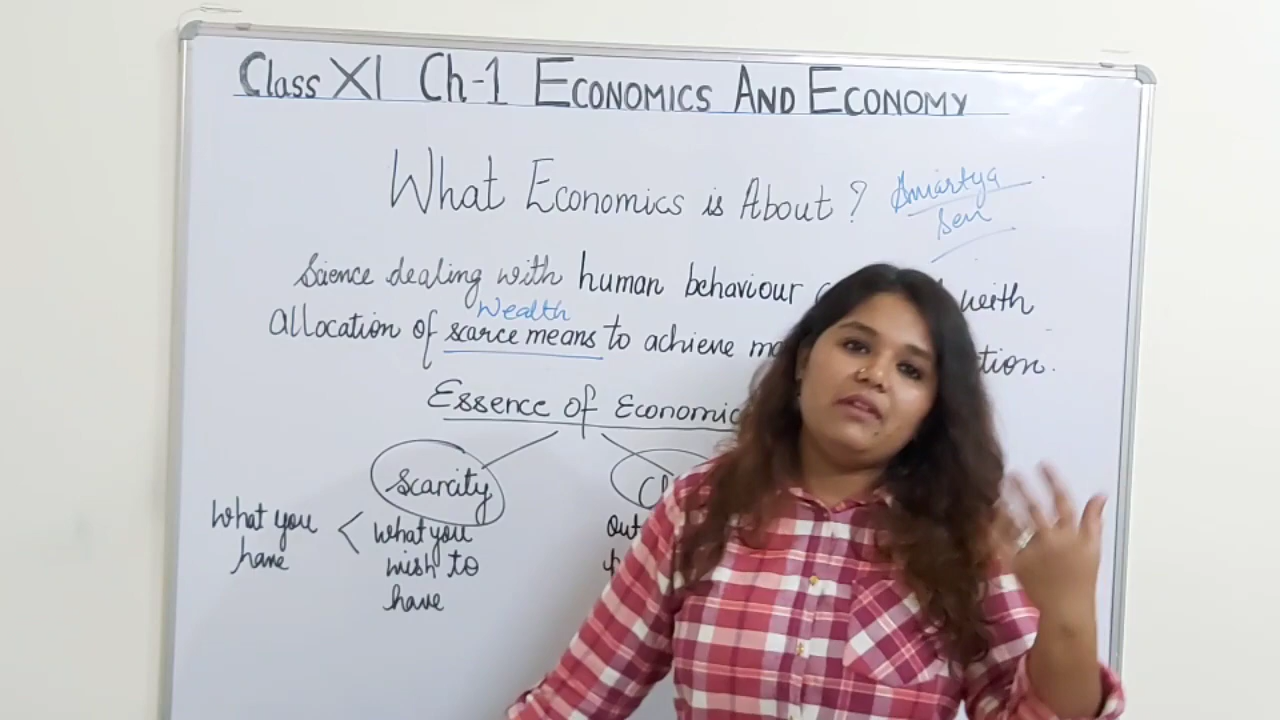 Class XI Ch-1 ECONOMICS AND ECONOMY
What Economics is About?
Amartya
Sen
Science dealing with human behaviour with
Wealth
allocation of scarce means to achieve
Essence of
Scarcity
What you
have
<
What you
wish to
have